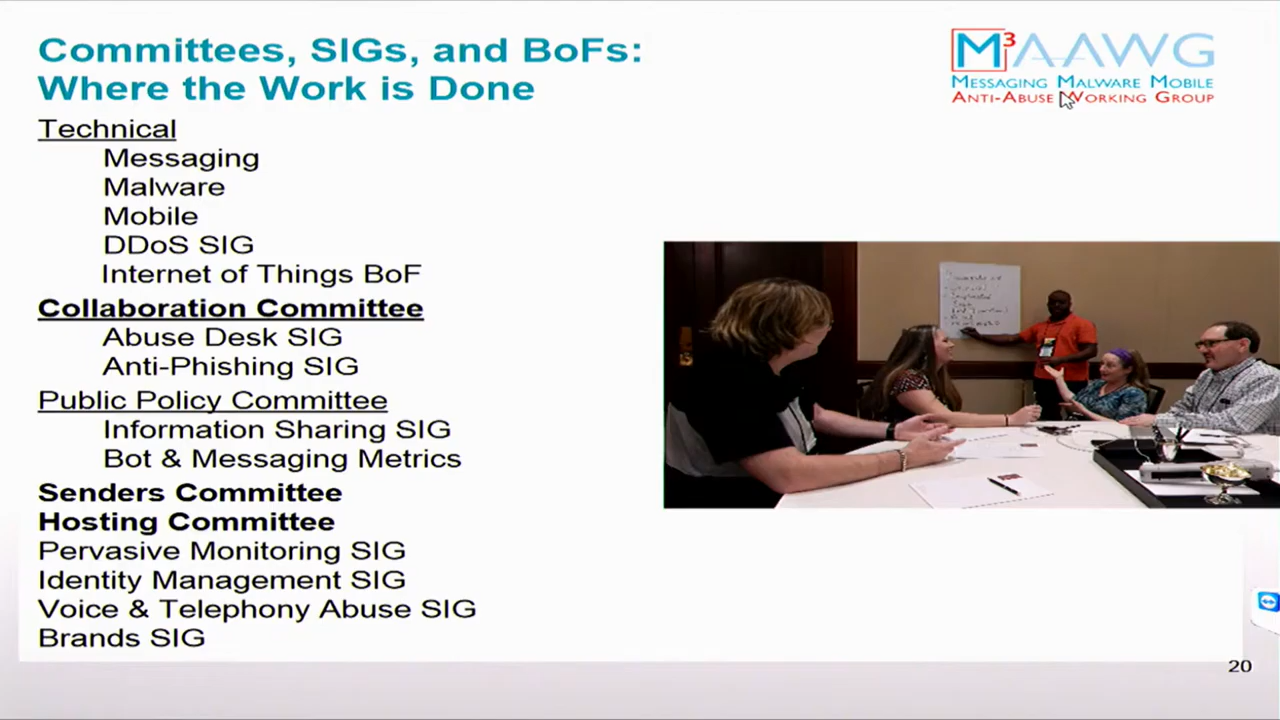 Committees, SIGs, and BoFs:
Where the Work is Done
M3AAWG
MESSAGING MALWARE MOBILE
ANTI-ABUSE WORKING GROUP
Technical
Messaging
Malware
Mobile
DDoS SIG
Internet of Things BoF
Collaboration Committee
Abuse Desk SIG
Anti-Phishing SIG
Public Policy Committee
Information Sharing SIG
Bot & Messaging Metrics
Senders Committee
Hosting Committee
Pervasive Monitoring SIG
Identity Management SIG
Voice & Telephony Abuse SIG
Brands SIG
20